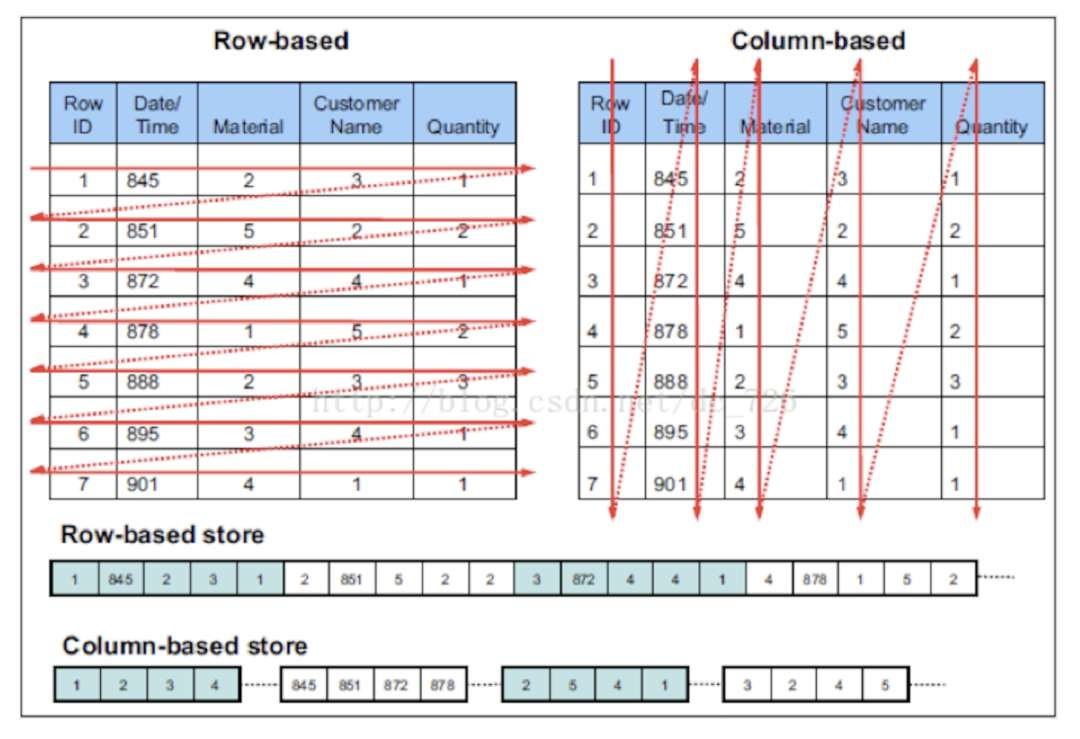 Row-based
Column-based
Row ID Date/ Time Material Customer Name Quantity
1 845 2 3 1
2 851 5 2 2
3 872 4 4 1
4 878 1 5 2
5 888 2 3 3
6 895 3 4 1
7 901 4 1 1
Row ID Date/ Time Material Customer Name Quantity
1 845 2 3 1
2 851 5 2 2
3 872 4 4 1
4 878 1 5 2
5 888 2 3 3
6 895 3 4 1
7 901 4 1 1
Row-based store
1 845 2 3 1 2 851 5 2 2 3 872 4 4 1 4 878 1 5 2
Column-based store
1 2 3 4 845 851 872 878 2 5 4 1 3 2 4 5